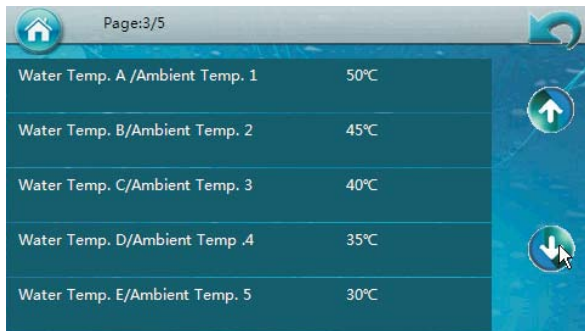 Page:3/5
Water Temp. A /Ambient Temp. 1 50℃
Water Temp. B/Ambient Temp. 2 45℃
Water Temp. C/Ambient Temp. 3 40℃
Water Temp. D/Ambient Temp .4 35℃
Water Temp. E/Ambient Temp. 5 30℃